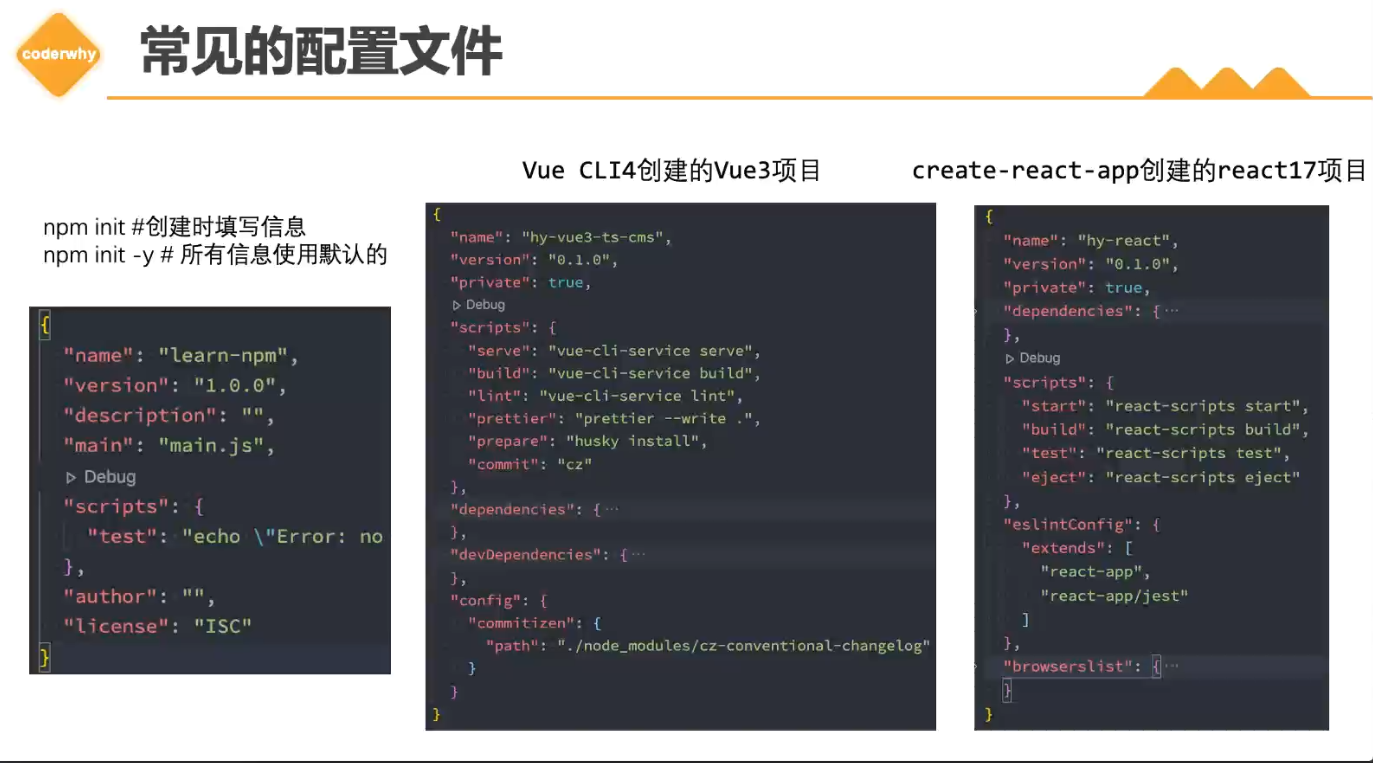 coderwhy
常见的配置文件
npm init #创建时填写信息
npm init -y # 所有信息使用默认的
{
"name": "learn-npm",
"version": "1.0.0",
"description": "",
"main": "main.js",
Debug
"scripts": {
"test": "echo \"Error: no
},
"author": "",
"license": "ISC"
}
Vue CLI4创建的Vue3项目
{
"name": "hy-vue3-ts-cms",
"version": "0.1.0",
"private": true,
Debug
"scripts": {
"serve": "vue-cli-service serve",
"build": "vue-cli-service build",
"lint": "vue-cli-service lint",
"prettier": "prettier --write .",
"prepare": "husky install",
"commit": "cz"
},
"dependencies": {···
},
"devDependencies": {···
},
"config": {
"commitizen": {
"path": "./node_modules/cz-conventional-changelog"
}
}
}
create-react-app创建的react17项目
{
"name": "hy-react",
"version": "0.1.0",
"private": true,
"dependencies": {···
},
Debug
"scripts": {
"start": "react-scripts start",
"build": "react-scripts build",
"test": "react-scripts test",
"eject": "react-scripts eject"
},
"eslintConfig": {
"extends": [
"react-app",
"react-app/jest"
]
},
"browserslist": {···
}
}